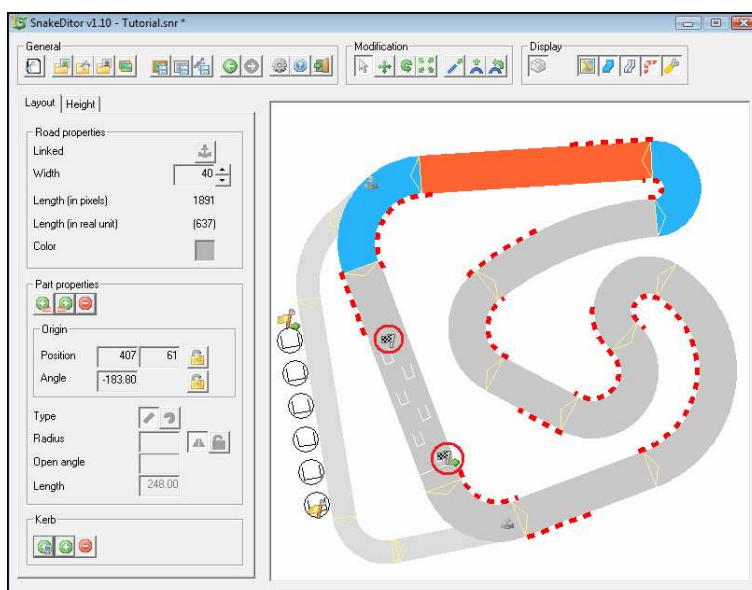 SnakeDitor v1.10 - Tutorial.snr *
General
Modification
Display
Layout
Height
Road properties
Linked
Width 40
Length (in pixels) 1891
Length (in real unit) (637)
Color
Part properties
Origin
Position 407 61
Angle -183.80
Type
Radius
Open angle
Length 248.00
Kerb